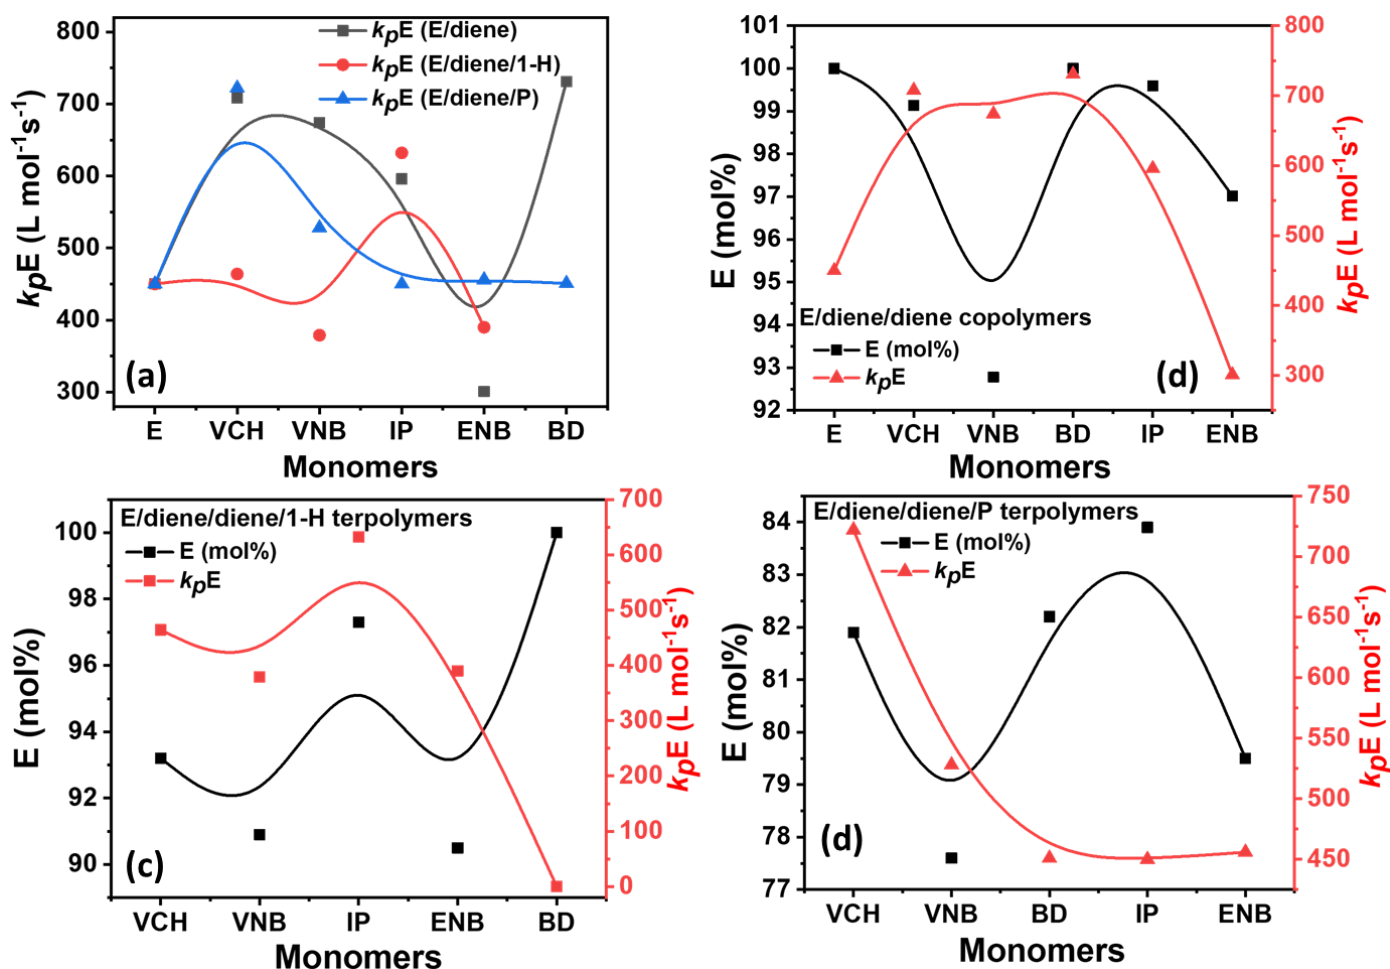 800
700
600
500
400
300
kpE (L mol⁻¹s⁻¹)
kpE (E/diene)
kpE (E/diene/1-H)
kpE (E/diene/P)
(a)
E VCH VNB IP ENB BD
Monomers
101
100
99
98
97
96
95
94
93
92
E (mol%)
E/diene/diene copolymers
E (mol%)
kpE
(d)
800
700
600
500
400
300
kpE (L mol⁻¹s⁻¹)
E VCH VNB BD IP ENB
Monomers
100
98
96
94
92
90
E (mol%)
E/diene/diene/1-H terpolymers
E (mol%)
kpE
(c)
700
600
500
400
300
200
100
0
kpE (L mol⁻¹s⁻¹)
VCH VNB IP ENB BD
Monomers
84
83
82
81
80
79
78
77
E (mol%)
E/diene/diene/P terpolymers
E (mol%)
kpE
(d)
750
700
650
600
550
500
450
kpE (L mol⁻¹s⁻¹)
VCH VNB BD IP ENB
Monomers